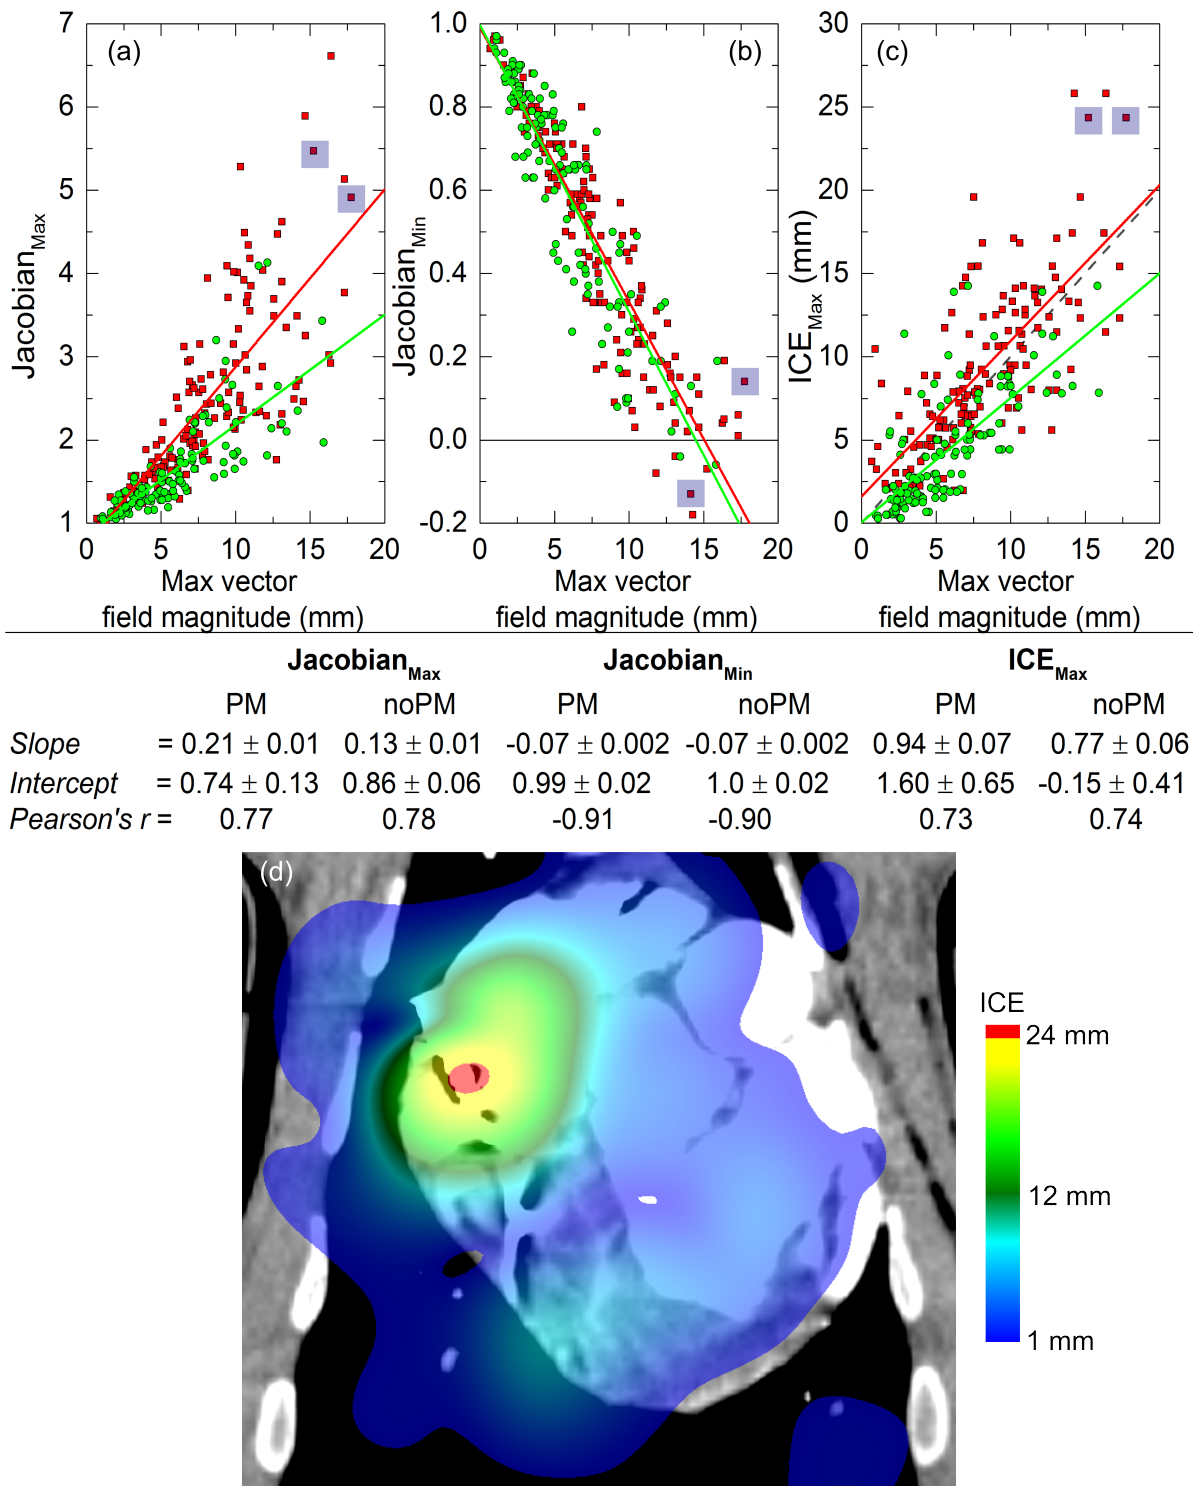 (a)
(b)
(c)
7
6
5
4
3
2
1
Jacobian_Max
0 5 10 15 20
Max vector
field magnitude (mm)
1.0
0.8
0.6
0.4
0.2
0.0
-0.2
Jacobian_Min
0 5 10 15 20
Max vector
field magnitude (mm)
30
25
20
15
10
5
0
ICE_Max (mm)
0 5 10 15 20
Max vector
field magnitude (mm)
Jacobian_Max Jacobian_Min ICE_Max
PM noPM PM noPM PM noPM
Slope = 0.21 ± 0.01 0.13 ± 0.01 -0.07 ± 0.002 -0.07 ± 0.002 0.94 ± 0.07 0.77 ± 0.06
Intercept = 0.74 ± 0.13 0.86 ± 0.06 0.99 ± 0.02 1.0 ± 0.02 1.60 ± 0.65 -0.15 ± 0.41
Pearson's r = 0.77 0.78 -0.91 -0.90 0.73 0.74
(d)
ICE
24 mm
12 mm
1 mm